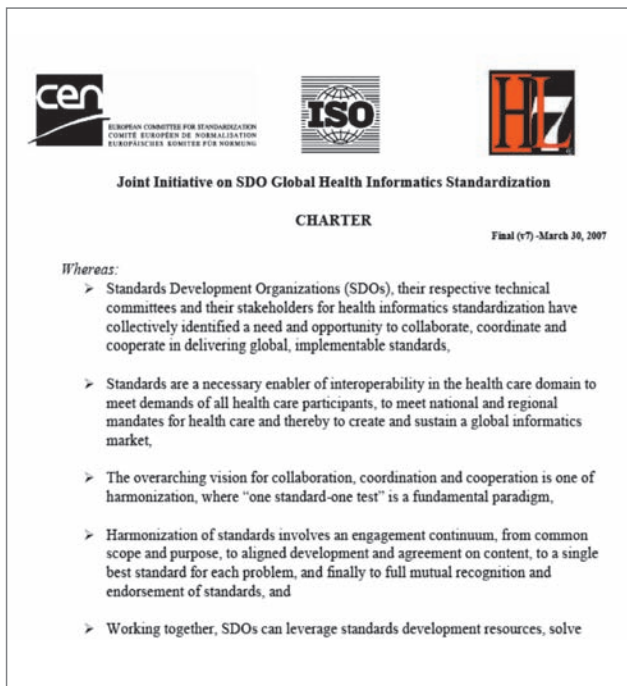 cen
EUROPEAN COMMITTEE FOR STANDARDIZATION
COMITÉ EUROPÉEN DE NORMALISATION
EUROPÄISCHES KOMITEE FÜR NORMUNG
ISO
HL7
Joint Initiative on SDO Global Health Informatics Standardization
CHARTER
Final (v7) -March 30, 2007
Whereas:
➢ Standards Development Organizations (SDOs), their respective technical
committees and their stakeholders for health informatics standardization have
collectively identified a need and opportunity to collaborate, coordinate and
cooperate in delivering global, implementable standards,
➢ Standards are a necessary enabler of interoperability in the health care domain to
meet demands of all health care participants, to meet national and regional
mandates for health care and thereby to create and sustain a global informatics
market,
➢ The overarching vision for collaboration, coordination and cooperation is one of
harmonization, where “one standard-one test” is a fundamental paradigm,
➢ Harmonization of standards involves an engagement continuum, from common
scope and purpose, to aligned development and agreement on content, to a single
best standard for each problem, and finally to full mutual recognition and
endorsement of standards, and
➢ Working together, SDOs can leverage standards development resources, solve